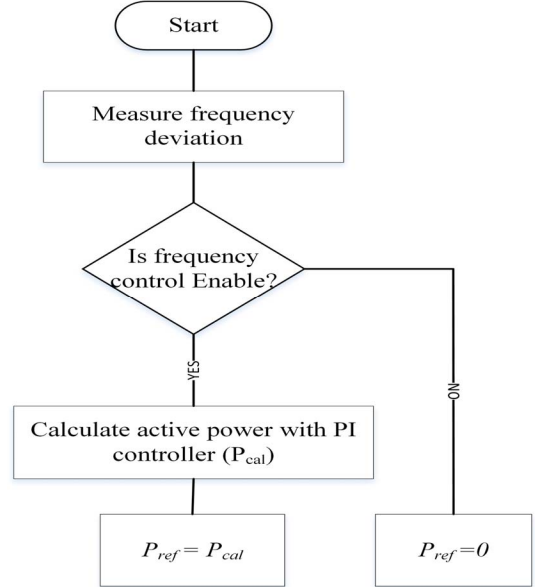 Start
Measure frequency
deviation
Is frequency
control Enable?
YES
NO
Calculate active power with PI
controller (Pcal)
Pref = Pcal
Pref=0